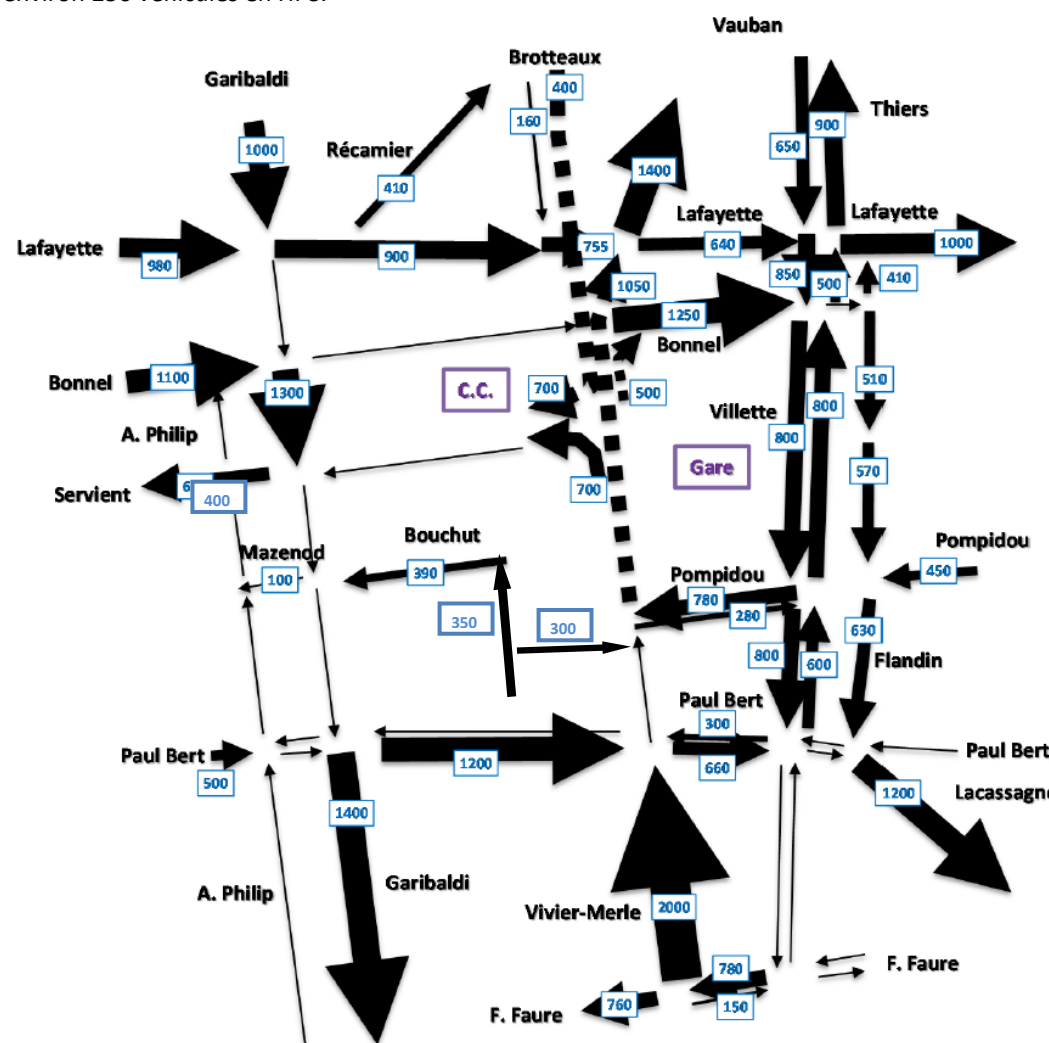 Vauban
Brotteaux
Garibaldi
400
Thiers
1000
Récamier
160
900
650
1400
410
Lafayette
Lafayette
Lafayette
980
900
755
640
1000
850
500
410
1050
1250
Bonnel
Bonnel
1100
1300
C.C.
700
500
Villette
800
510
A. Philip
800
Gare
570
Servient
400
700
Mazenod
Bouchut
Pompidou
100
390
Pompidou
450
780
280
350
300
630
800
600
Flandin
Paul Bert
300
Paul Bert
500
1200
660
Paul Bert
1200
1400
Garibaldi
A. Philip
Vivier-Merle
2000
F. Faure
780
760
150
F. Faure